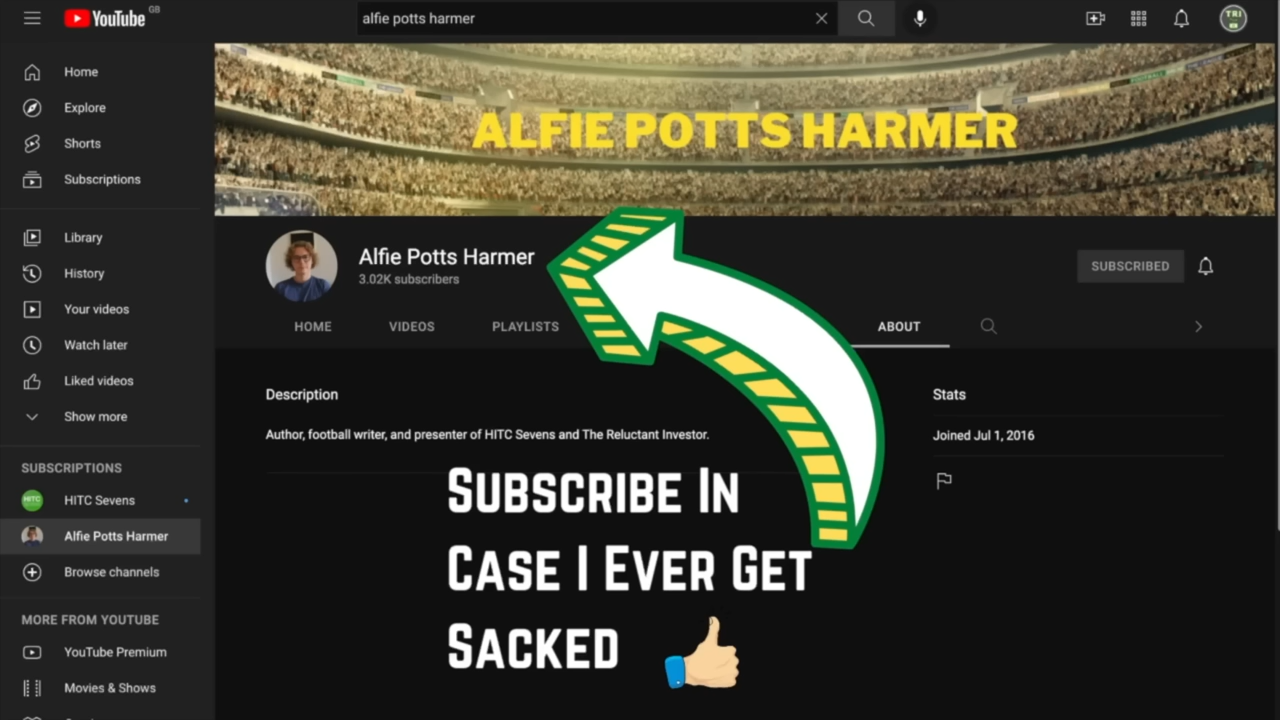 YouTube GB
alfie potts harmer
TRI
Home
Explore
Shorts
Subscriptions
Library
History
Your videos
Watch later
Liked videos
Show more
SUBSCRIPTIONS
HITC Sevens
HITC
Alfie Potts Harmer
Browse channels
MORE FROM YOUTUBE
YouTube Premium
Movies & Shows
ALFIE POTTS HARMER
Alfie Potts Harmer
3.02K subscribers
SUBSCRIBED
HOME VIDEOS PLAYLISTS ABOUT
Description
Author, football writer, and presenter of HITC Sevens and The Reluctant Investor.
Stats
Joined Jul 1, 2016
SUBSCRIBE IN
CASE I EVER GET
SACKED